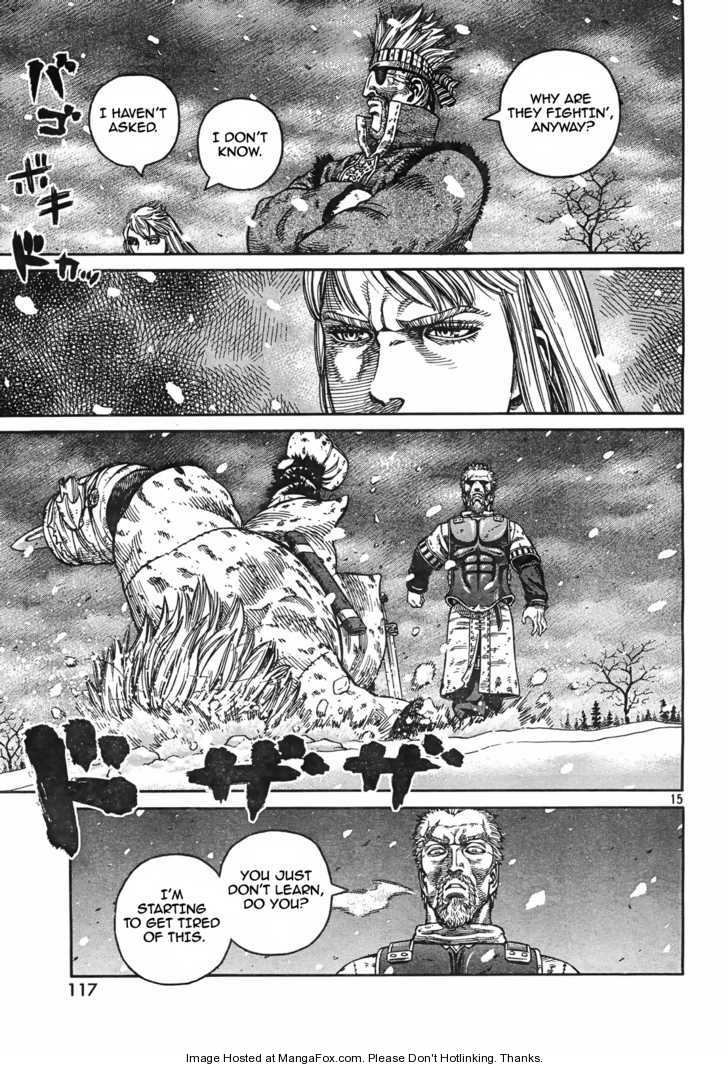 WHY ARE
THEY FIGHTIN',
ANYWAY?
I DON'T
KNOW.
I HAVEN'T
ASKED.
バゴ
ボキ
ドカッ
ドザザ
15
YOU JUST
DON'T LEARN,
DO YOU?
I'M
STARTING
TO GET TIRED
OF THIS.
117
Image Hosted at MangaFox.com. Please Don't Hotlinking. Thanks.